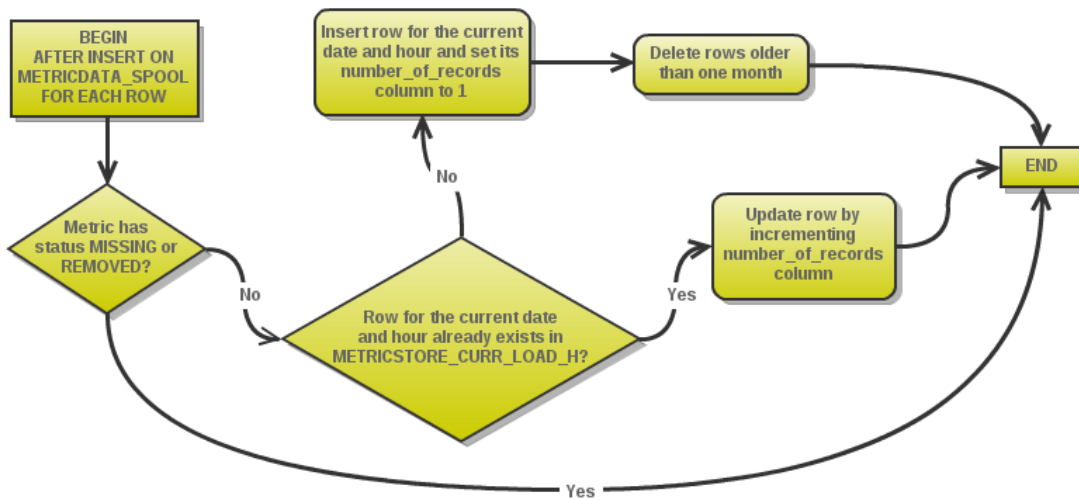 BEGIN
AFTER INSERT ON
METRICDATA_SPOOL
FOR EACH ROW
Metric has
status MISSING or
REMOVED?
No
Row for the current date
and hour already exists in
METRICSTORE_CURR_LOAD_H?
No
Insert row for the current
date and hour and set its
number_of_records
column to 1
Delete rows older
than one month
Yes
Update row by
incrementing
number_of_records
column
END
Yes